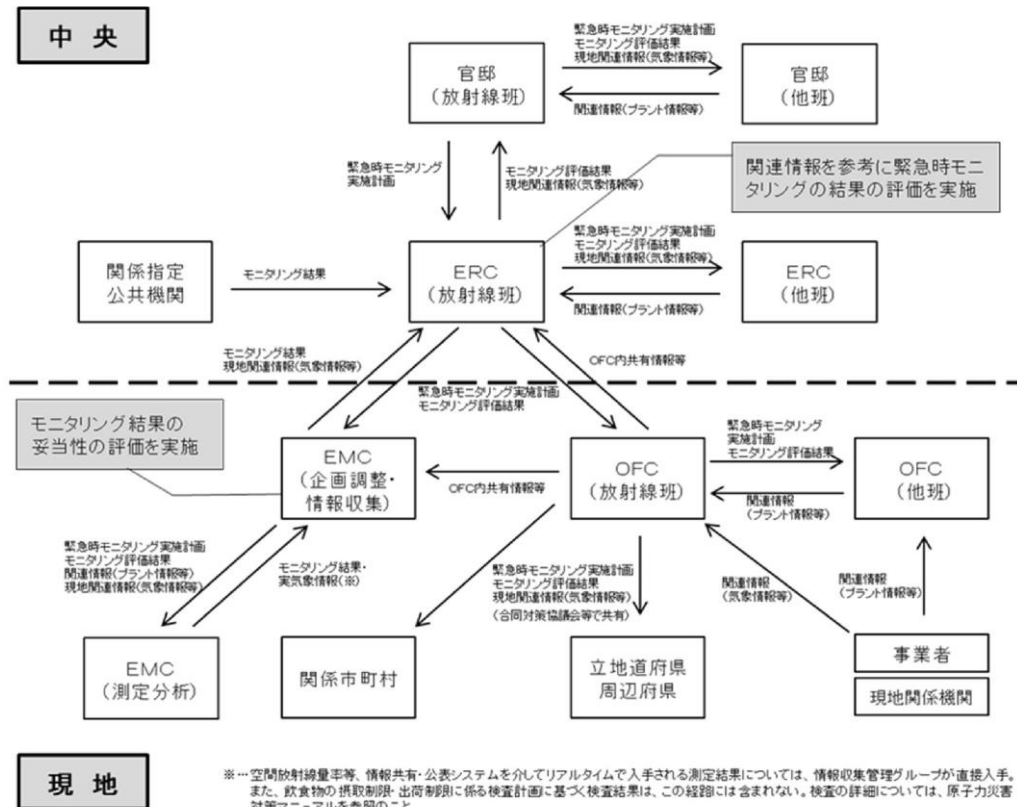 中 央
緊急時モニタリング実施計画
モニタリング評価結果
現地関連情報(気象情報等)
官邸
(放射線班)
官邸
(他班)
関連情報(プラント情報等)
緊急時モニタリング
実施計画
モニタリング評価結果
現地関連情報(気象情報等)
関連情報を参考に緊急時モニ
タリングの結果の評価を実施
緊急時モニタリング実施計画
モニタリング評価結果
現地関連情報(気象情報等)
関係指定
公共機関
モニタリング結果
ERC
(放射線班)
ERC
(他班)
関連情報(プラント情報等)
モニタリング結果
現地関連情報(気象情報等)
OFC内共有情報等
緊急時モニタリング実施計画
モニタリング評価結果
モニタリング結果の
妥当性の評価を実施
緊急時モニタリング
実施計画
モニタリング評価結果
EMC
(企画調整・
情報収集)
OFC内共有情報等
OFC
(放射線班)
OFC
(他班)
関連情報
(プラント情報等)
緊急時モニタリング実施計画
モニタリング評価結果
関連情報(プラント情報等)
現地関連情報(気象情報等)
モニタリング結果・
実気象情報(※)
緊急時モニタリング実施計画
モニタリング評価結果
現地関連情報(気象情報等)
(合同対策協議会等で共有)
関連情報
(気象情報等)
関連情報
(プラント情報等)
EMC
(測定分析)
関係市町村
立地道府県
周辺府県
事業者
現地関係機関
現 地
※…空間放射線量率等、情報共有・公表システムを介してリアルタイムで入手される測定結果については、情報収集管理グループが直接入手。
また、飲食物の摂取制限・出荷制限に係る検査計画に基づく検査結果は、この経路には含まれない。検査の詳細については、原子力災害
対策マニュアルを参照のこと